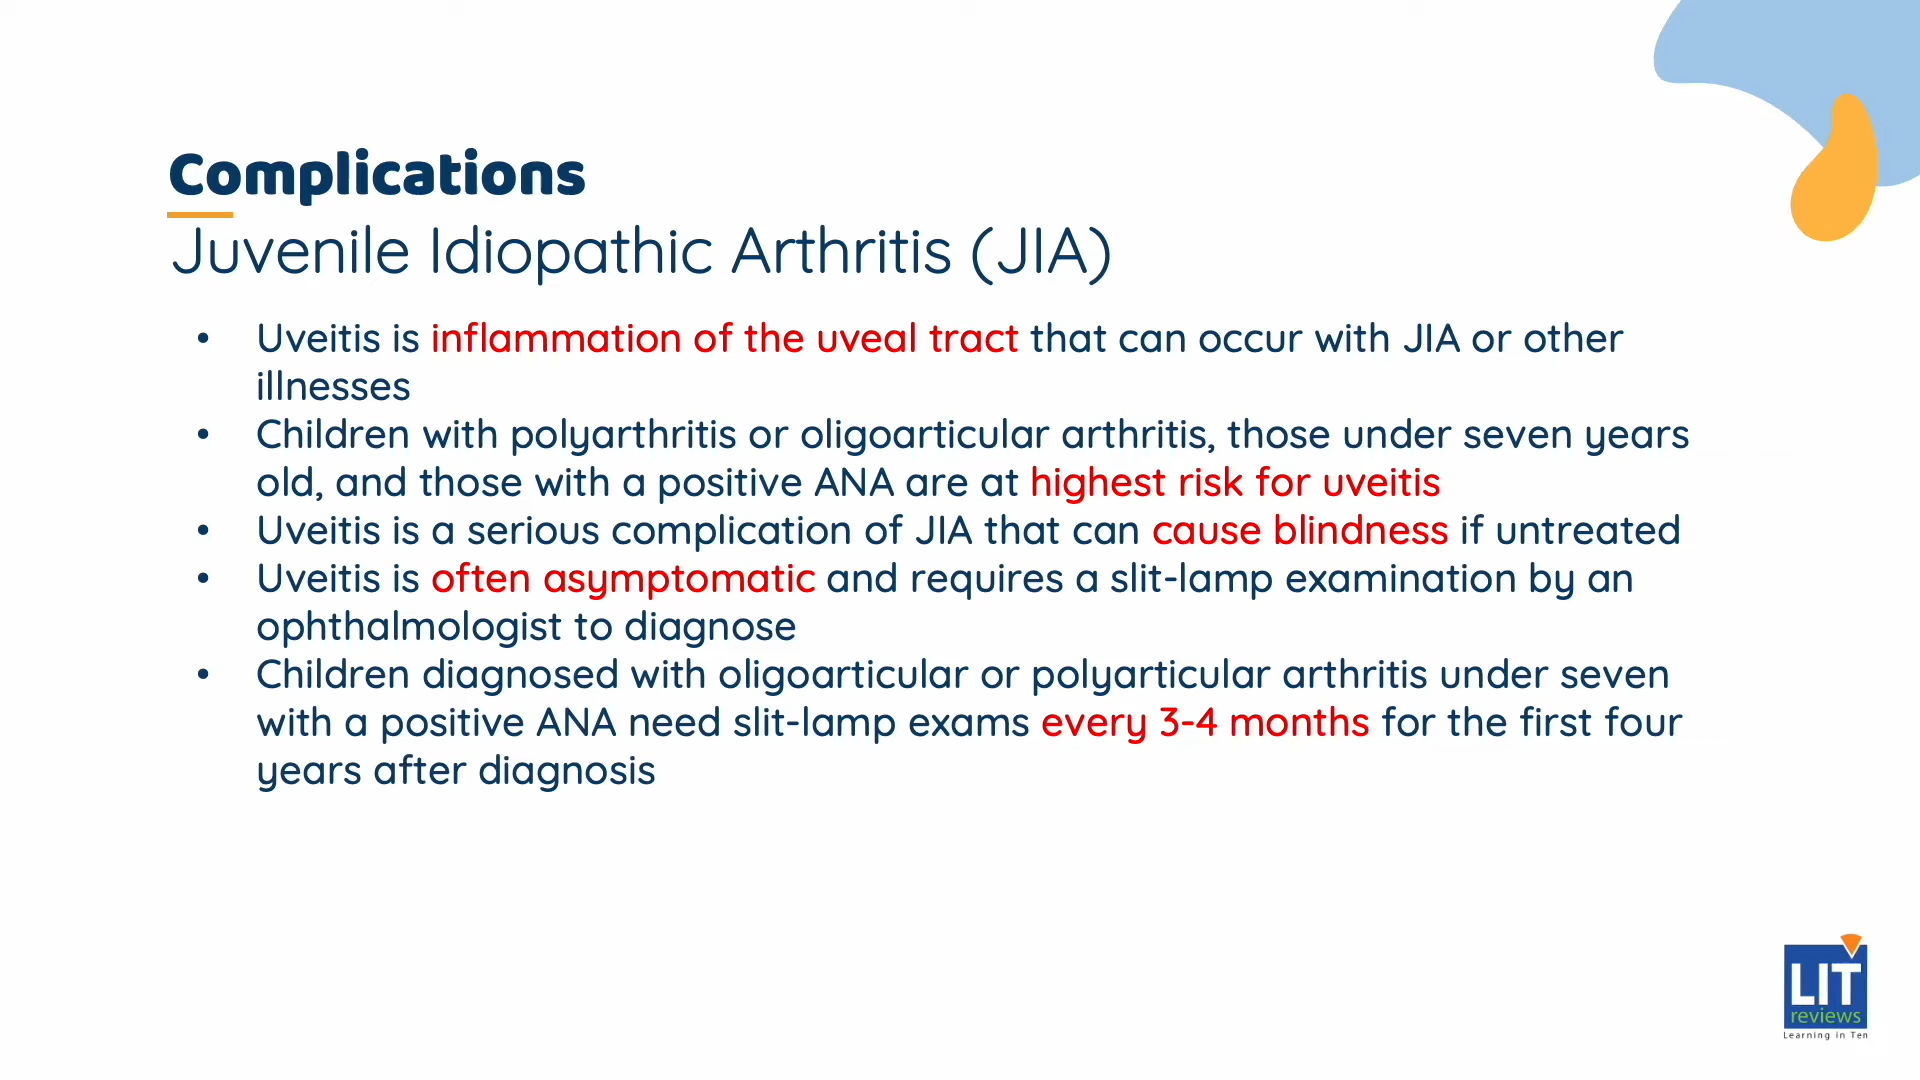 Complications
Juvenile Idiopathic Arthritis (JIA)
• Uveitis is inflammation of the uveal tract that can occur with JIA or other
illnesses
• Children with polyarthritis or oligoarticular arthritis, those under seven years
old, and those with a positive ANA are at highest risk for uveitis
• Uveitis is a serious complication of JIA that can cause blindness if untreated
• Uveitis is often asymptomatic and requires a slit-lamp examination by an
ophthalmologist to diagnose
• Children diagnosed with oligoarticular or polyarticular arthritis under seven
with a positive ANA need slit-lamp exams every 3-4 months for the first four
years after diagnosis
LIT
reviews
Learning in Ten